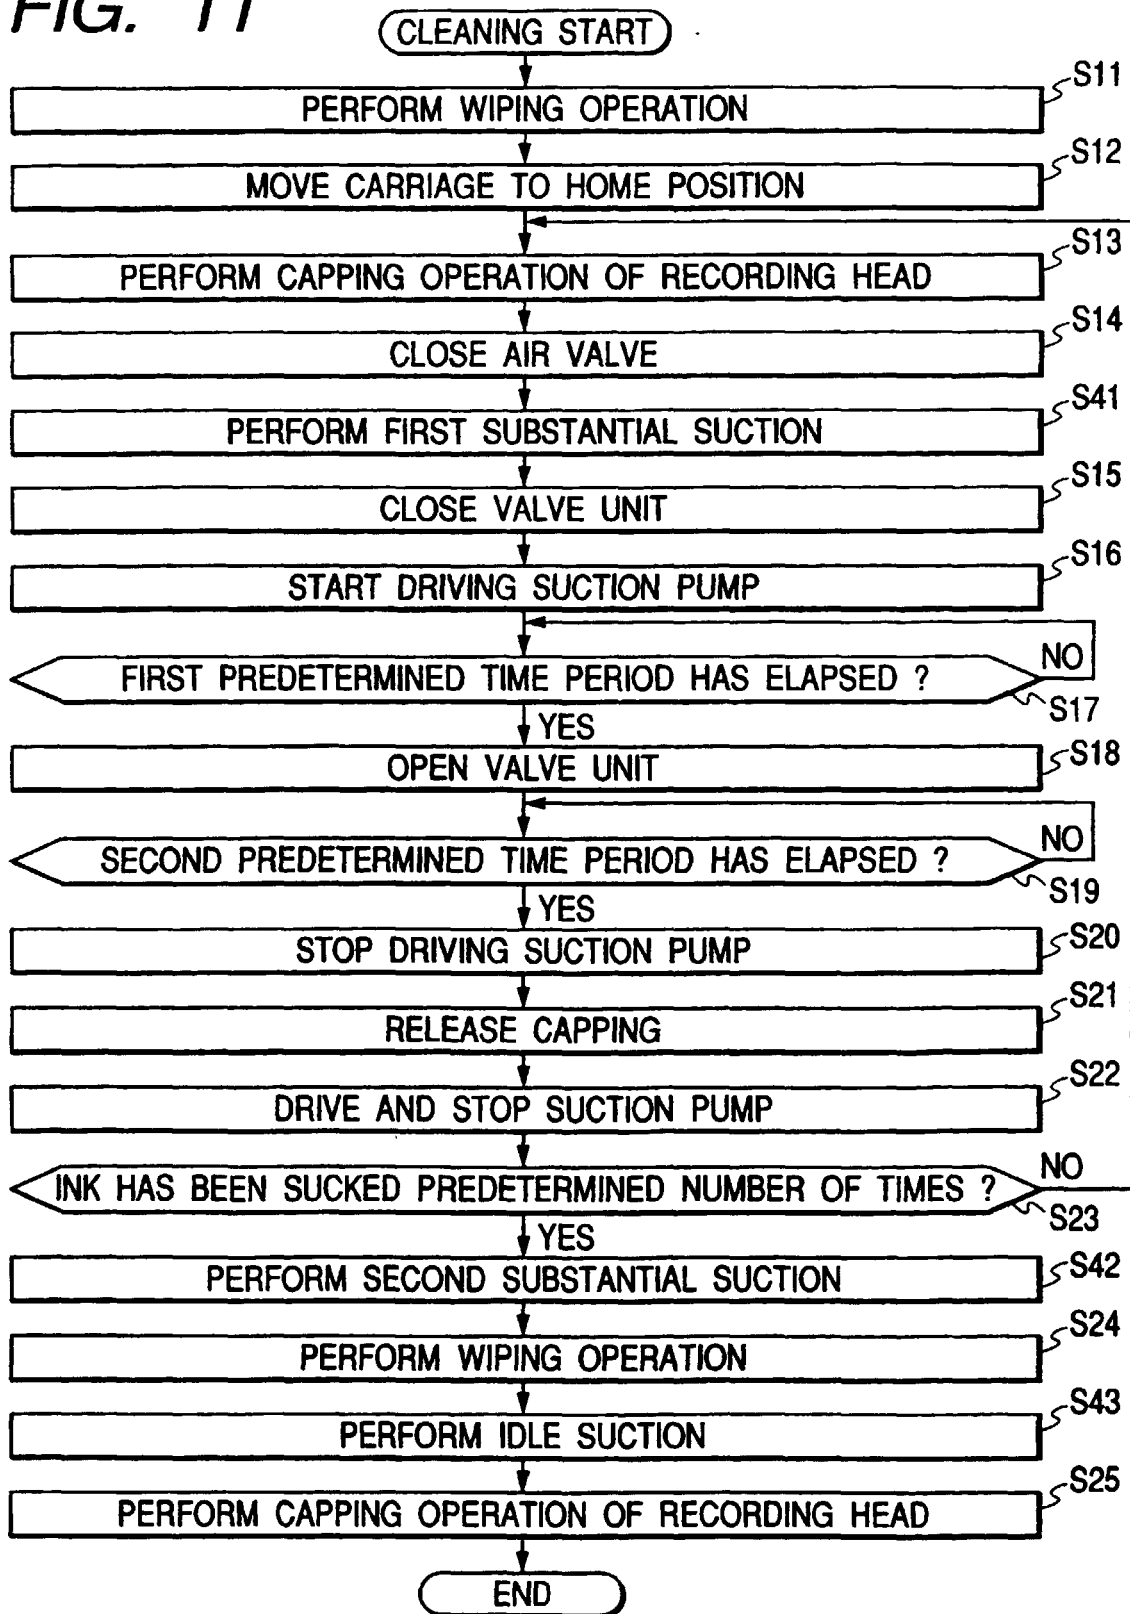 FIG. 11
CLEANING START
S11
PERFORM WIPING OPERATION
S12
MOVE CARRIAGE TO HOME POSITION
S13
PERFORM CAPPING OPERATION OF RECORDING HEAD
S14
CLOSE AIR VALVE
S41
PERFORM FIRST SUBSTANTIAL SUCTION
S15
CLOSE VALVE UNIT
S16
START DRIVING SUCTION PUMP
FIRST PREDETERMINED TIME PERIOD HAS ELAPSED ?
NO
S17
YES
S18
OPEN VALVE UNIT
SECOND PREDETERMINED TIME PERIOD HAS ELAPSED ?
NO
S19
YES
S20
STOP DRIVING SUCTION PUMP
S21
RELEASE CAPPING
S22
DRIVE AND STOP SUCTION PUMP
INK HAS BEEN SUCKED PREDETERMINED NUMBER OF TIMES ?
NO
S23
YES
S42
PERFORM SECOND SUBSTANTIAL SUCTION
S24
PERFORM WIPING OPERATION
S43
PERFORM IDLE SUCTION
S25
PERFORM CAPPING OPERATION OF RECORDING HEAD
END